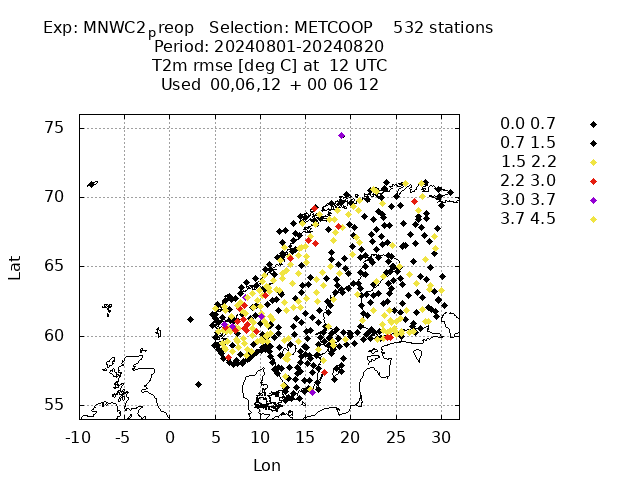 Exp: MNWC2preop   Selection: METCOOP    532 stations
Period: 20240801-20240820
T2m rmse [deg C] at  12 UTC
Used  00,06,12  + 00 06 12
0.0 0.7
0.7 1.5
1.5 2.2
2.2 3.0
3.0 3.7
3.7 4.5
75
70
65
60
55
Lat
-10 -5 0 5 10 15 20 25 30
Lon